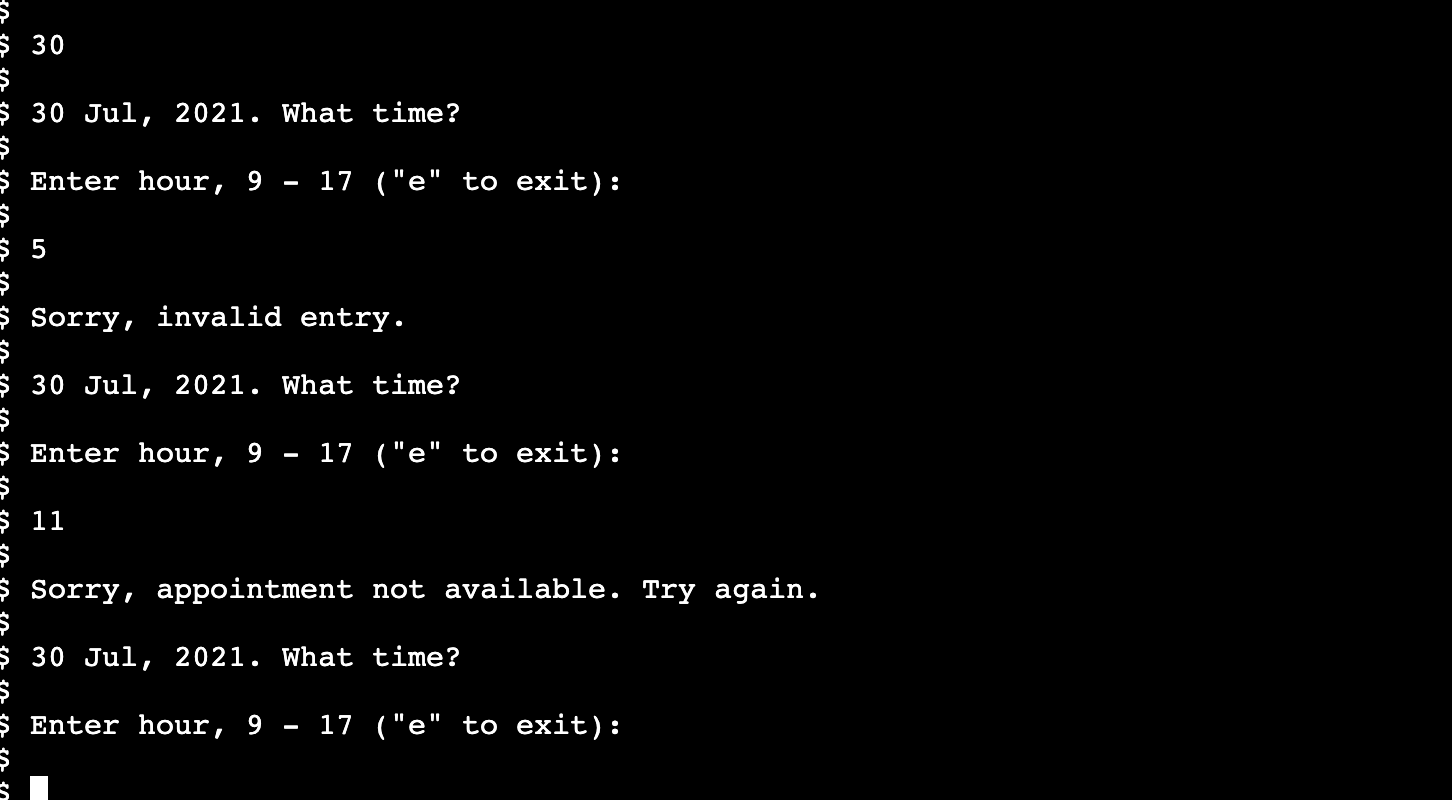 $
$ 30
$
$ 30 Jul, 2021. What time?
$
$ Enter hour, 9 - 17 ("e" to exit):
$
$ 5
$
$ Sorry, invalid entry.
$
$ 30 Jul, 2021. What time?
$
$ Enter hour, 9 - 17 ("e" to exit):
$
$ 11
$
$ Sorry, appointment not available. Try again.
$
$ 30 Jul, 2021. What time?
$
$ Enter hour, 9 - 17 ("e" to exit):
$
$